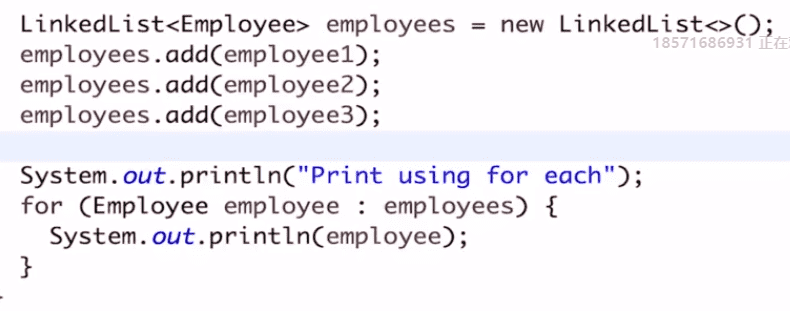 LinkedList<Employee> employees = new LinkedList<>();
18571686931 正在
employees.add(employee1);
employees.add(employee2);
employees.add(employee3);
System.out.println("Print using for each");
for (Employee employee : employees) {
System.out.println(employee);
}